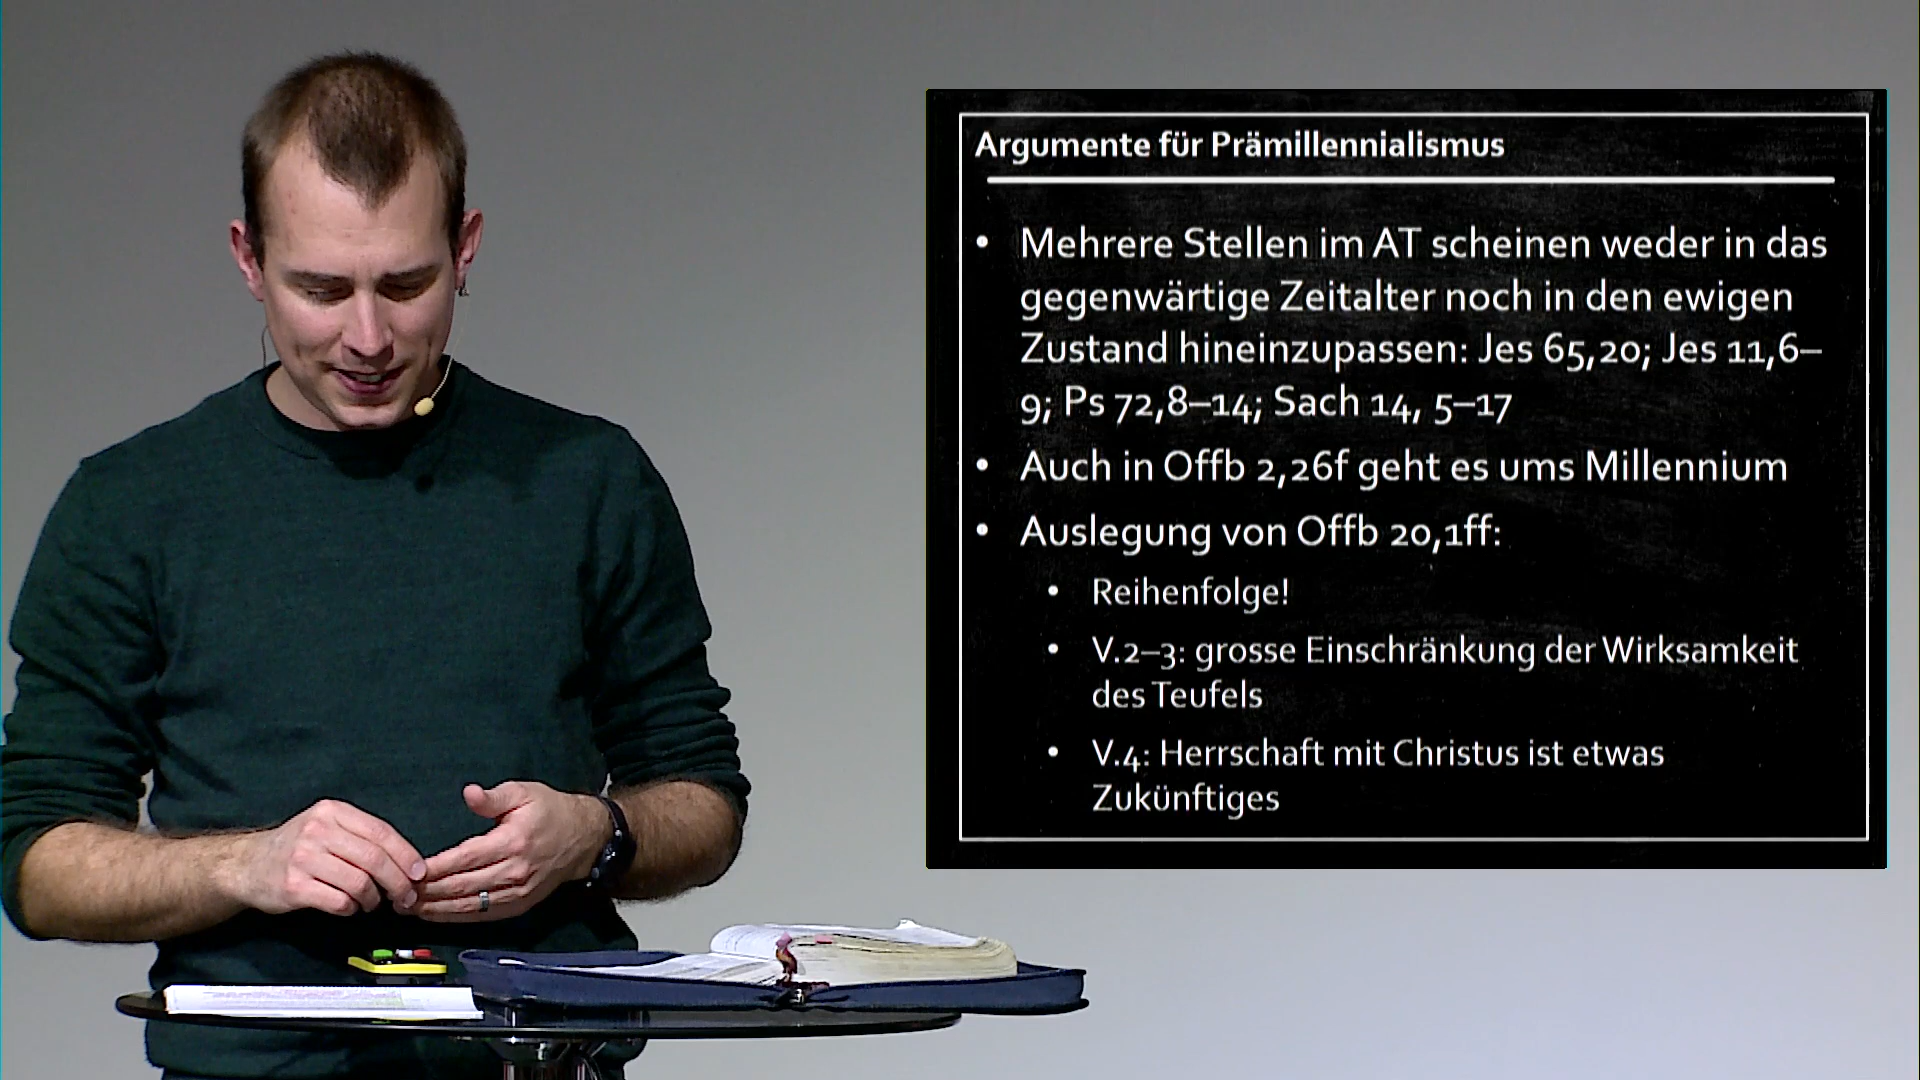 Argumente für Prämillennialismus
• Mehrere Stellen im AT scheinen weder in das
gegenwärtige Zeitalter noch in den ewigen
Zustand hineinzupassen: Jes 65,20; Jes 11,6–
9; Ps 72,8–14; Sach 14, 5–17
• Auch in Offb 2,26f geht es ums Millennium
• Auslegung von Offb 20,1ff:
• Reihenfolge!
• V.2–3: grosse Einschränkung der Wirksamkeit
des Teufels
• V.4: Herrschaft mit Christus ist etwas
Zukünftiges